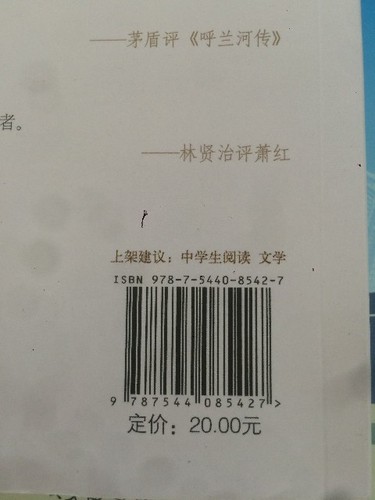 ——茅盾评《呼兰河传》
者。
——林贤治评萧红
上架建议：中学生阅读 文学
ISBN 978-7-5440-8542-7
9 787544 085427 >
定价：20.00元